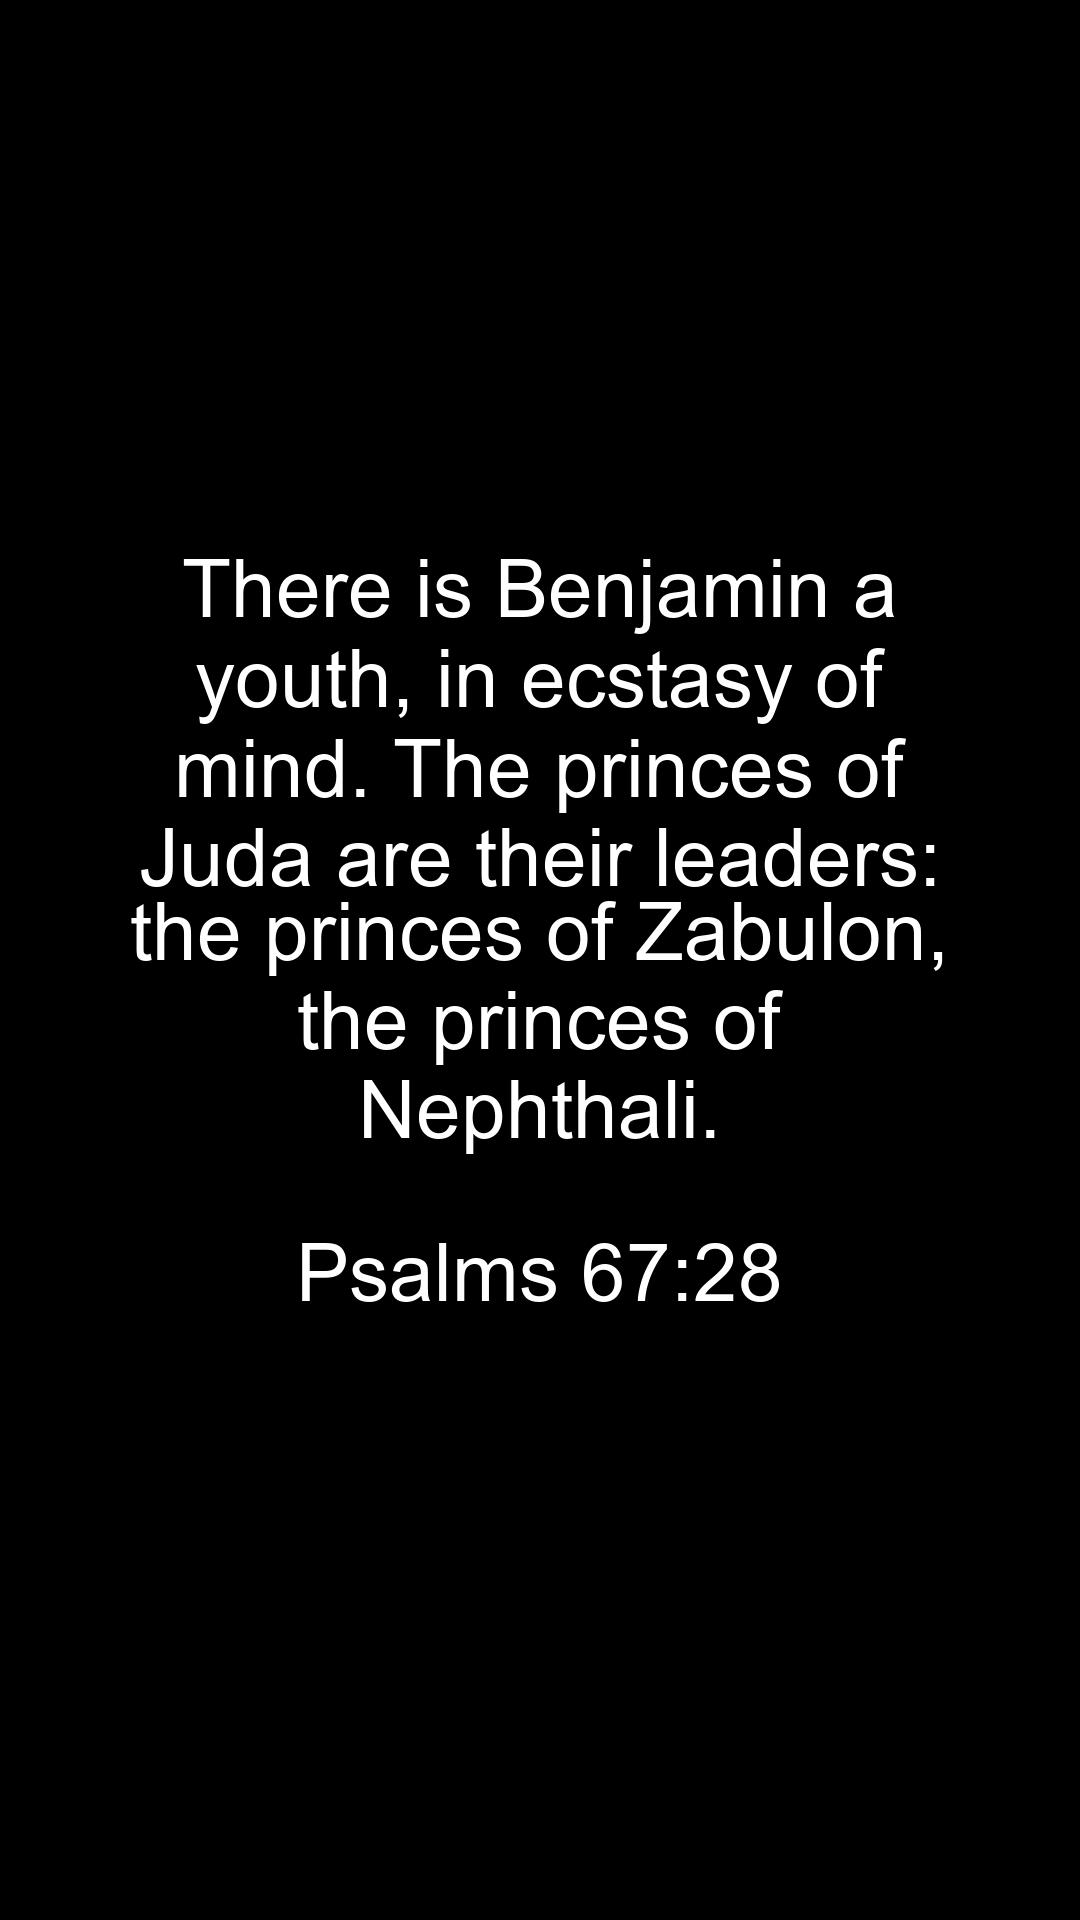 There is Benjamin a
youth, in ecstasy of
mind. The princes of
Juda are their leaders:
the princes of Zabulon,
the princes of
Nephthali.
Psalms 67:28